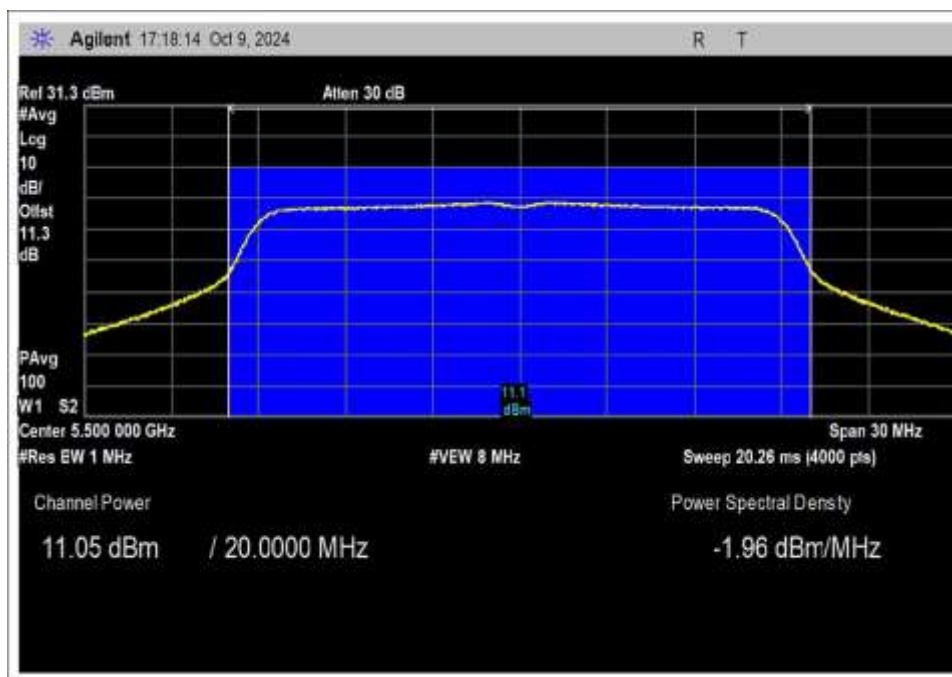 Agilent 17:18:14 Oct 9, 2024 R T
Ref 31.3 dBm Atten 30 dB
#Avg
Log
10
dB/
Offst
11.3
dB
PAvg
100
W1 S2
11.1
dBm
Center 5.500 000 GHz Span 30 MHz
#Res BW 1 MHz #VBW 8 MHz Sweep 20.26 ms (4000 pts)
Channel Power Power Spectral Density
11.05 dBm / 20.0000 MHz -1.96 dBm/MHz